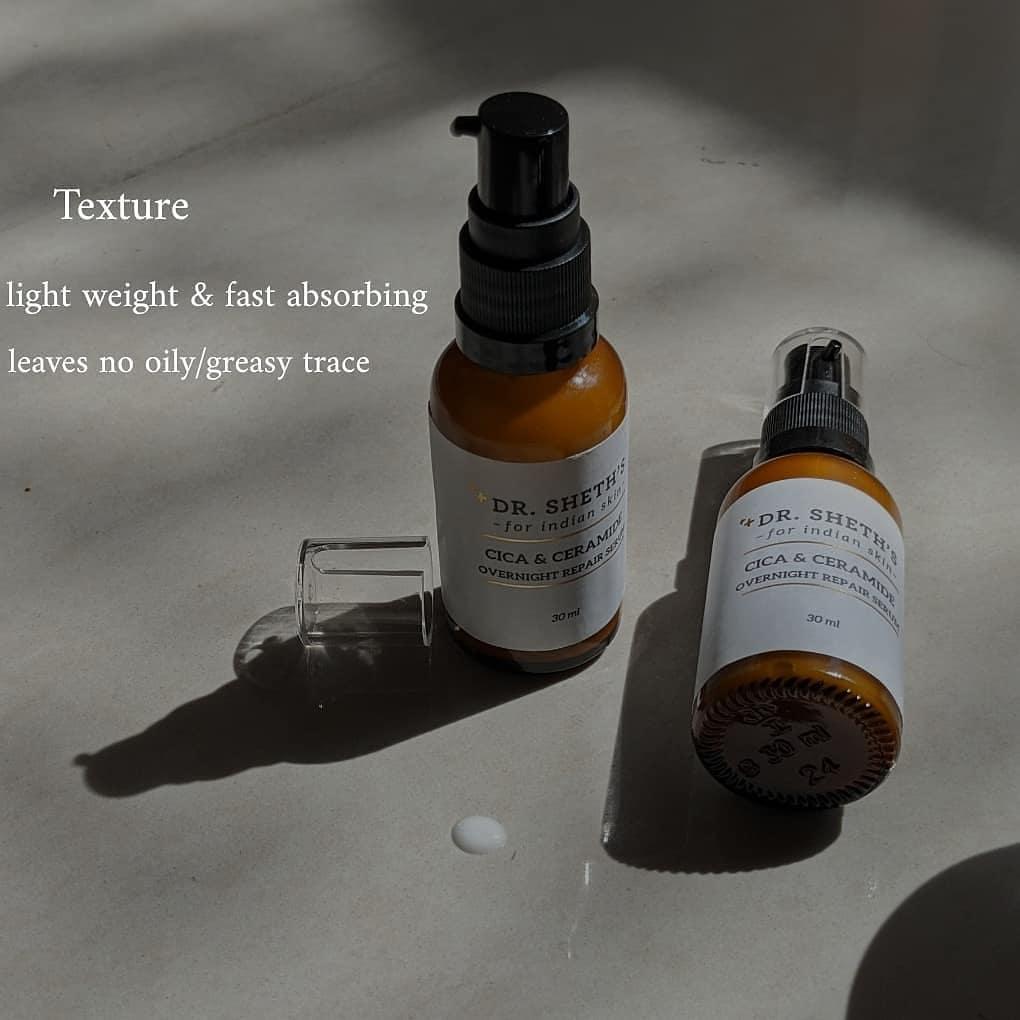 Texture
light weight & fast absorbing
leaves no oily/greasy trace
DR. SHETH'S
-for indian skin-
CICA & CERAMIDE
OVERNIGHT REPAIR SERUM
30 ml
DR. SHETH'S
-for indian skin-
CICA & CERAMIDE
OVERNIGHT REPAIR SERUM
30 ml
30
24